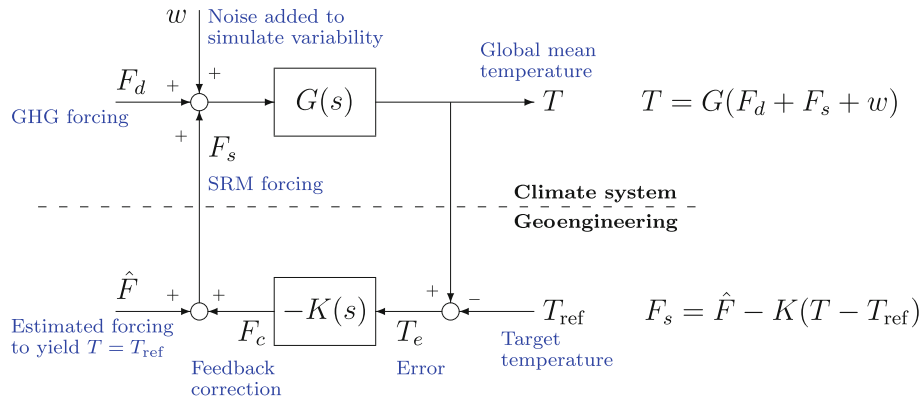 w
Noise added to
simulate variability
Global mean
temperature
F_d
+
+
G(s)
T
T = G(F_d + F_s + w)
GHG forcing
+
F_s
SRM forcing
Climate system
Geoengineering
F̂
+
+
−K(s)
+
−
T_ref
F_s = F̂ − K(T − T_ref)
Estimated forcing
to yield T = T_ref
F_c
T_e
Target
temperature
Feedback
correction
Error